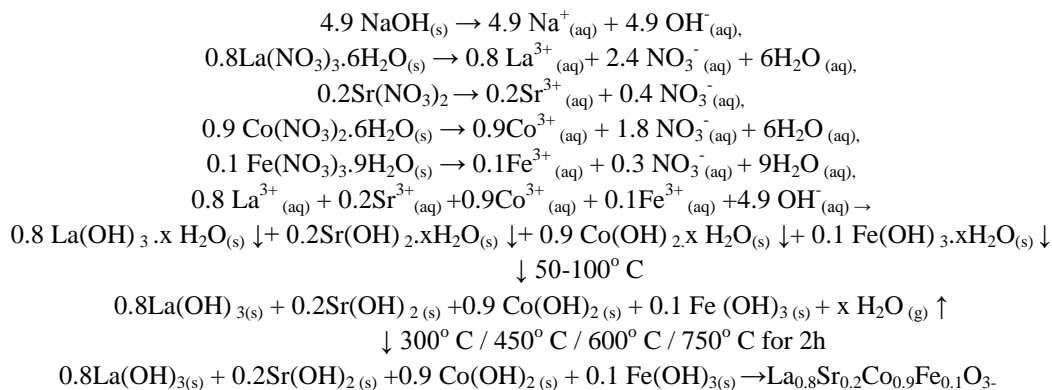 4.9 NaOH(s) → 4.9 Na⁺(aq) + 4.9 OH⁻(aq),
0.8La(NO₃)₃.6H₂O(s) → 0.8 La³⁺(aq) + 2.4 NO₃⁻(aq) + 6H₂O (aq),
0.2Sr(NO₃)₂ → 0.2Sr³⁺(aq) + 0.4 NO₃⁻(aq),
0.9 Co(NO₃)₂.6H₂O(s) → 0.9Co³⁺(aq) + 1.8 NO₃⁻(aq) + 6H₂O (aq),
0.1 Fe(NO₃)₃.9H₂O(s) → 0.1Fe³⁺(aq) + 0.3 NO₃⁻(aq) + 9H₂O (aq),
0.8 La³⁺(aq) + 0.2Sr³⁺(aq) +0.9Co³⁺(aq) + 0.1Fe³⁺(aq) +4.9 OH⁻(aq) →
0.8 La(OH) ₃ .x H₂O(s) ↓+ 0.2Sr(OH) ₂.xH₂O(s) ↓+ 0.9 Co(OH) ₂.x H₂O(s) ↓+ 0.1 Fe(OH) ₃.xH₂O(s) ↓
↓ 50-100° C
0.8La(OH) ₃(s) + 0.2Sr(OH) ₂ (s) +0.9 Co(OH)₂ (s) + 0.1 Fe (OH)₃ (s) + x H₂O (g) ↑
↓ 300° C / 450° C / 600° C / 750° C for 2h
0.8La(OH)₃(s) + 0.2Sr(OH)₂ (s) +0.9 Co(OH)₂ (s) + 0.1 Fe(OH)₃(s) →La₀.₈Sr₀.₂Co₀.₉Fe₀.₁O₃₋